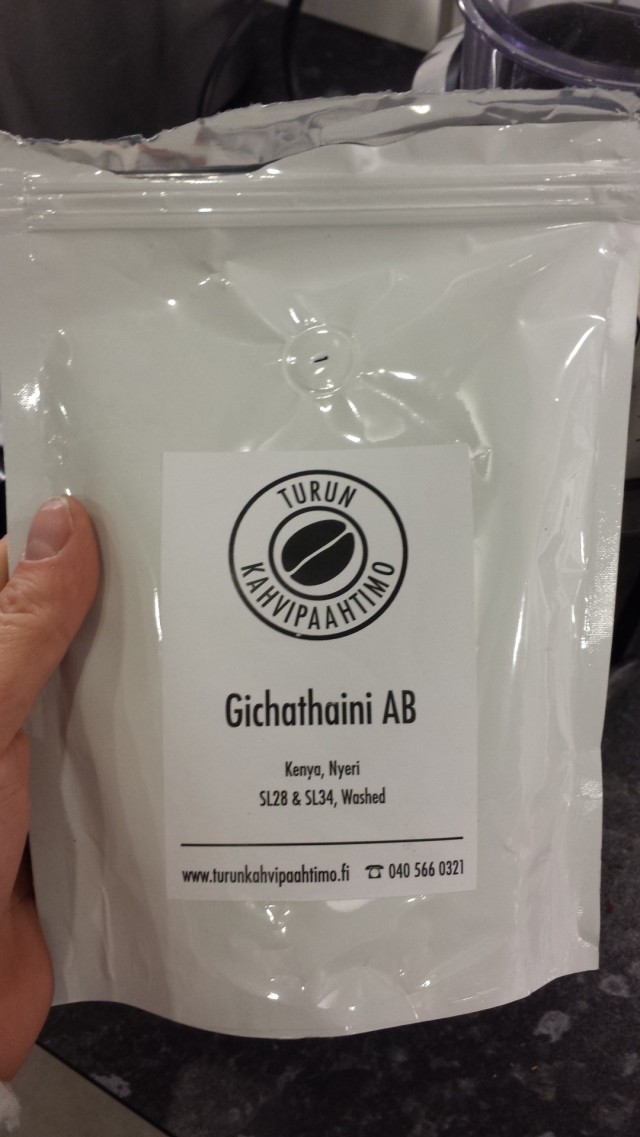 TURUN
KAHVIPAAHTIMO
Gichathaini AB
Kenya, Nyeri
SL28 & SL34, Washed
www.turunkahvipaahtimo.fi ☎ 040 566 0321